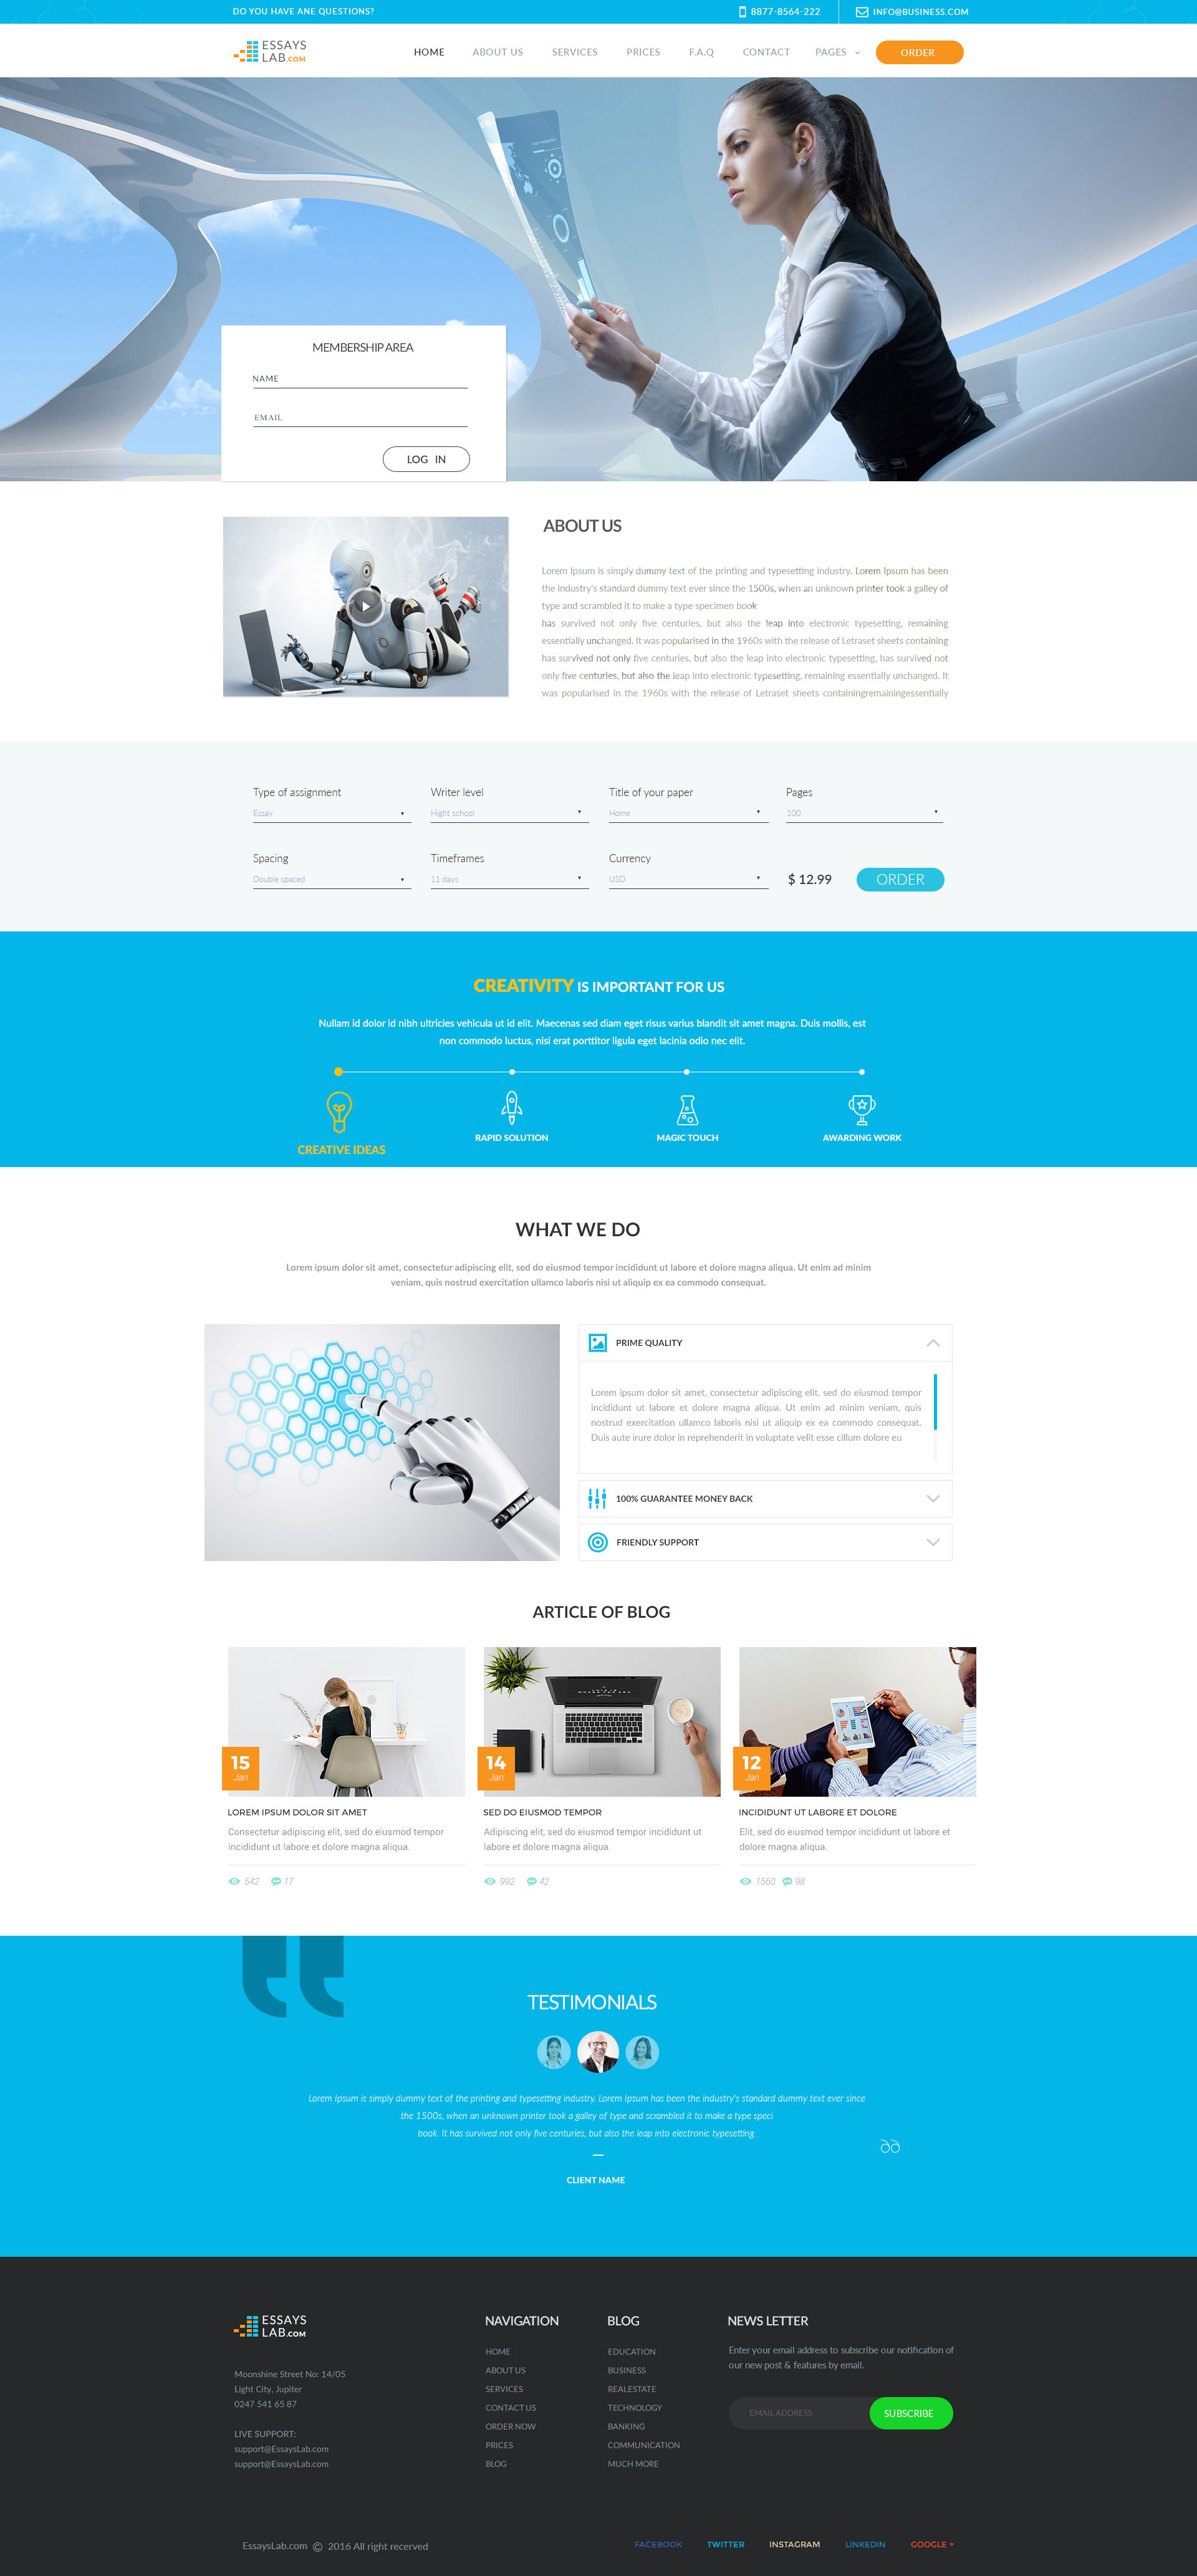 DO YOU HAVE ANE QUESTIONS?
8877-8564-222
INFO@BUSINESS.COM
ESSAYS
LAB.COM
HOME ABOUT US SERVICES PRICES F.A.Q CONTACT PAGES ORDER
MEMBERSHIP AREA
NAME
EMAIL
LOG IN
ABOUT US
Lorem Ipsum is simply dummy text of the printing and typesetting industry. Lorem Ipsum has been
the industry's standard dummy text ever since the 1500s, when an unknown printer took a galley of
type and scrambled it to make a type specimen book
has survived not only five centuries, but also the leap into electronic typesetting, remaining
essentially unchanged. It was popularised in the 1960s with the release of Letraset sheets containing
has survived not only five centuries, but also the leap into electronic typesetting, has survived not
only five centuries, but also the leap into electronic typesetting, remaining essentially unchanged. It
was popularised in the 1960s with the release of Letraset sheets containingremainingessentially
Type of assignment Writer level Title of your paper Pages
Essay Hight school Home 100
Spacing Timeframes Currency
Double spaced 11 days USD $ 12.99 ORDER
CREATIVITY IS IMPORTANT FOR US
Nullam id dolor id nibh ultricies vehicula ut id elit. Maecenas sed diam eget risus varius blandit sit amet magna. Duis mollis, est
non commodo luctus, nisi erat porttitor ligula eget lacinia odio nec elit.
CREATIVE IDEAS RAPID SOLUTION MAGIC TOUCH AWARDING WORK
WHAT WE DO
Lorem ipsum dolor sit amet, consectetur adipiscing elit, sed do eiusmod tempor incididunt ut labore et dolore magna aliqua. Ut enim ad minim
veniam, quis nostrud exercitation ullamco laboris nisi ut aliquip ex ea commodo consequat.
PRIME QUALITY
Lorem ipsum dolor sit amet, consectetur adipiscing elit, sed do eiusmod tempor
incididunt ut labore et dolore magna aliqua. Ut enim ad minim veniam, quis
nostrud exercitation ullamco laboris nisi ut aliquip ex ea commodo consequat.
Duis aute irure dolor in reprehenderit in voluptate velit esse cillum dolore eu
100% GUARANTEE MONEY BACK
FRIENDLY SUPPORT
ARTICLE OF BLOG
15
Jan
LOREM IPSUM DOLOR SIT AMET
Consectetur adipiscing elit, sed do eiusmod tempor
incididunt ut labore et dolore magna aliqua.
542 17
14
Jan
SED DO EIUSMOD TEMPOR
Adipiscing elit, sed do eiusmod tempor incididunt ut
labore et dolore magna aliqua.
992 42
12
Jan
INCIDIDUNT UT LABORE ET DOLORE
Elit, sed do eiusmod tempor incididunt ut labore et
dolore magna aliqua.
1560 98
TESTIMONIALS
Lorem Ipsum is simply dummy text of the printing and typesetting industry. Lorem Ipsum has been the industry's standard dummy text ever since
the 1500s, when an unknown printer took a galley of type and scrambled it to make a type speci
book. It has survived not only five centuries, but also the leap into electronic typesetting.
CLIENT NAME
ESSAYS
LAB.COM
Moonshine Street No: 14/05
Light City, Jupiter
0247 541 65 87
LIVE SUPPORT:
support@EssaysLab.com
support@EssaysLab.com
NAVIGATION
HOME
ABOUT US
SERVICES
CONTACT US
ORDER NOW
PRICES
BLOG
BLOG
EDUCATION
BUSINESS
REALESTATE
TECHNOLOGY
BANKING
COMMUNICATION
MUCH MORE
NEWS LETTER
Enter your email address to subscribe our notification of
our new post & features by email.
EMAIL ADDRESS SUBSCRIBE
EssaysLab.com © 2016 All right recerved
FACEBOOK TWITTER INSTAGRAM LINKEDIN GOOGLE +